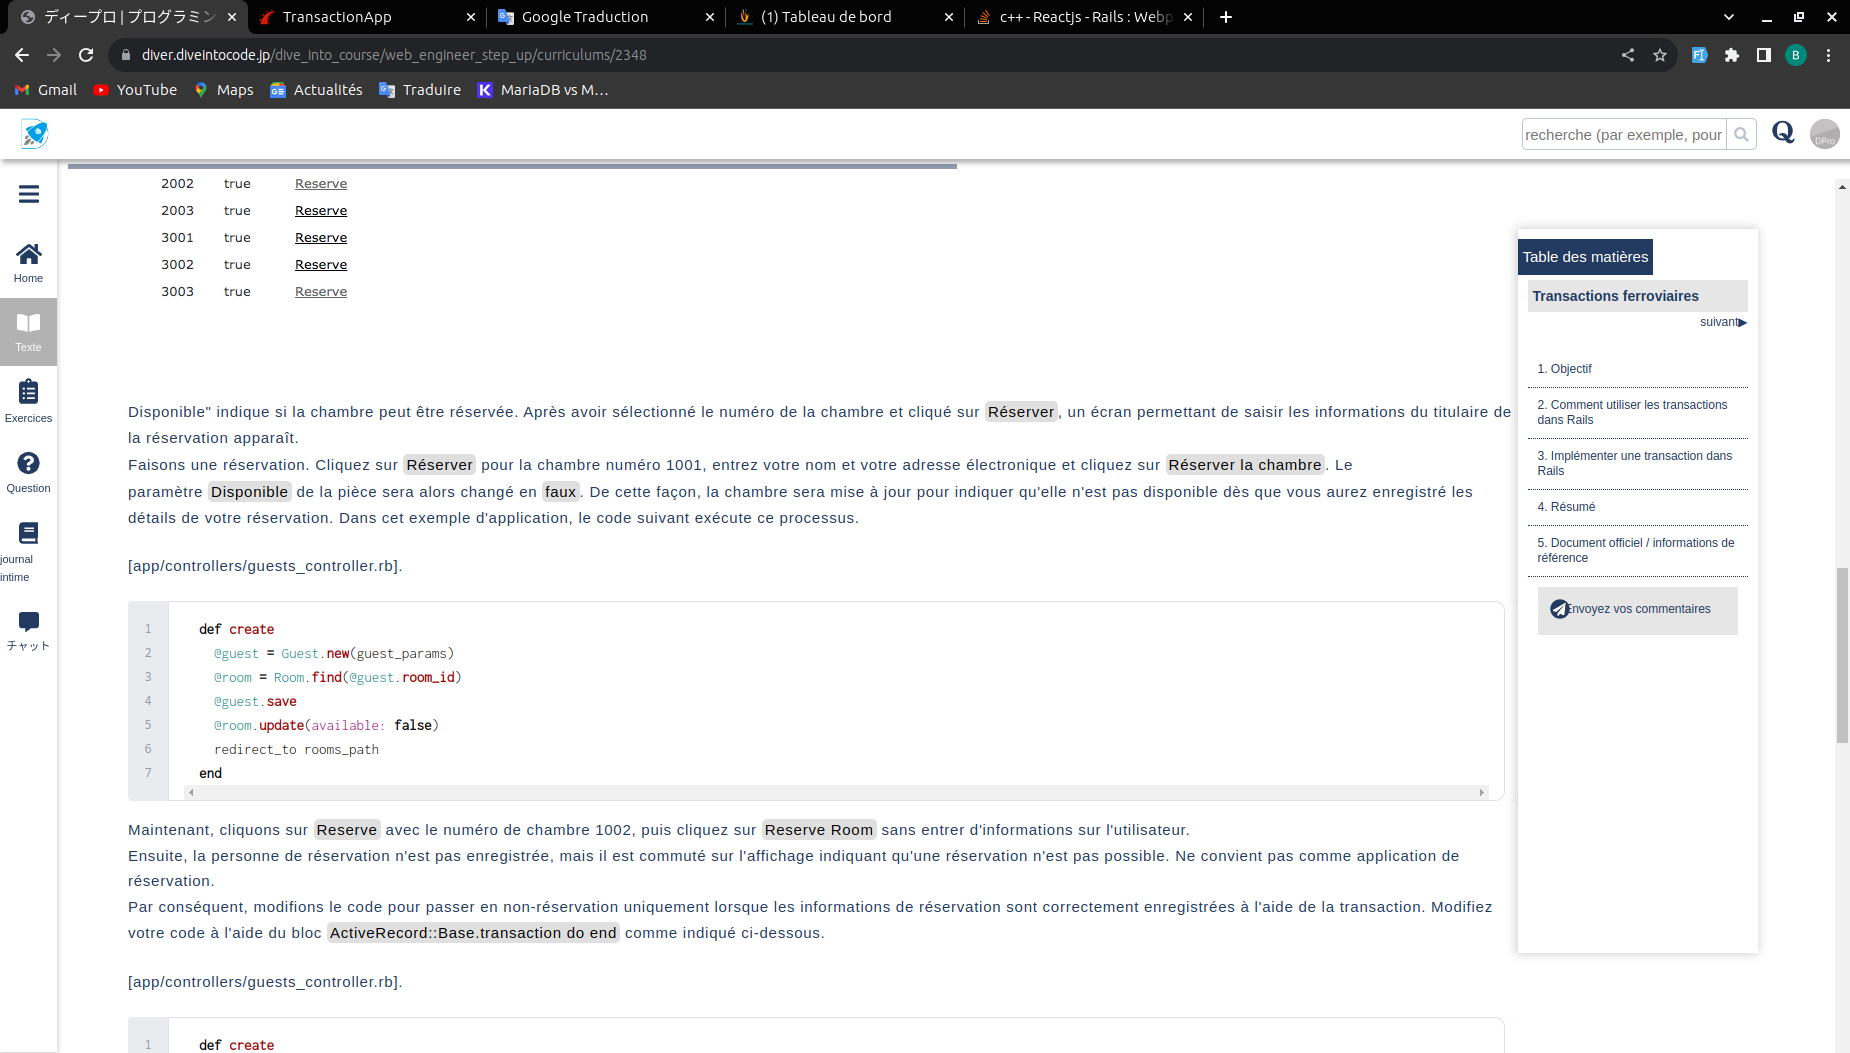 ディープロ | プログラミン
TransactionApp
Google Traduction
(1) Tableau de bord
c++ - Reactjs - Rails : Webp
diver.diveintocode.jp/dive_into_course/web_engineer_step_up/curriculums/2348
B
Gmail
YouTube
Maps
Actualités
Traduire
MariaDB vs M...
recherche (par exemple, pour
Q
DPro
2002 true Reserve
2003 true Reserve
3001 true Reserve
3002 true Reserve
3003 true Reserve
Home
Texte
Exercices
Question
journal
intime
チャット
Table des matières
Transactions ferroviaires
suivant▶
1. Objectif
2. Comment utiliser les transactions
dans Rails
3. Implémenter une transaction dans
Rails
4. Résumé
5. Document officiel / informations de
référence
Envoyez vos commentaires
Disponible" indique si la chambre peut être réservée. Après avoir sélectionné le numéro de la chambre et cliqué sur Réserver, un écran permettant de saisir les informations du titulaire de
la réservation apparaît.
Faisons une réservation. Cliquez sur Réserver pour la chambre numéro 1001, entrez votre nom et votre adresse électronique et cliquez sur Réserver la chambre. Le
paramètre Disponible de la pièce sera alors changé en faux. De cette façon, la chambre sera mise à jour pour indiquer qu'elle n'est pas disponible dès que vous aurez enregistré les
détails de votre réservation. Dans cet exemple d'application, le code suivant exécute ce processus.
[app/controllers/guests_controller.rb].
1 def create
2 @guest = Guest.new(guest_params)
3 @room = Room.find(@guest.room_id)
4 @guest.save
5 @room.update(available: false)
6 redirect_to rooms_path
7 end
Maintenant, cliquons sur Reserve avec le numéro de chambre 1002, puis cliquez sur Reserve Room sans entrer d'informations sur l'utilisateur.
Ensuite, la personne de réservation n'est pas enregistrée, mais il est commuté sur l'affichage indiquant qu'une réservation n'est pas possible. Ne convient pas comme application de
réservation.
Par conséquent, modifions le code pour passer en non-réservation uniquement lorsque les informations de réservation sont correctement enregistrées à l'aide de la transaction. Modifiez
votre code à l'aide du bloc ActiveRecord::Base.transaction do end comme indiqué ci-dessous.
[app/controllers/guests_controller.rb].
1 def create